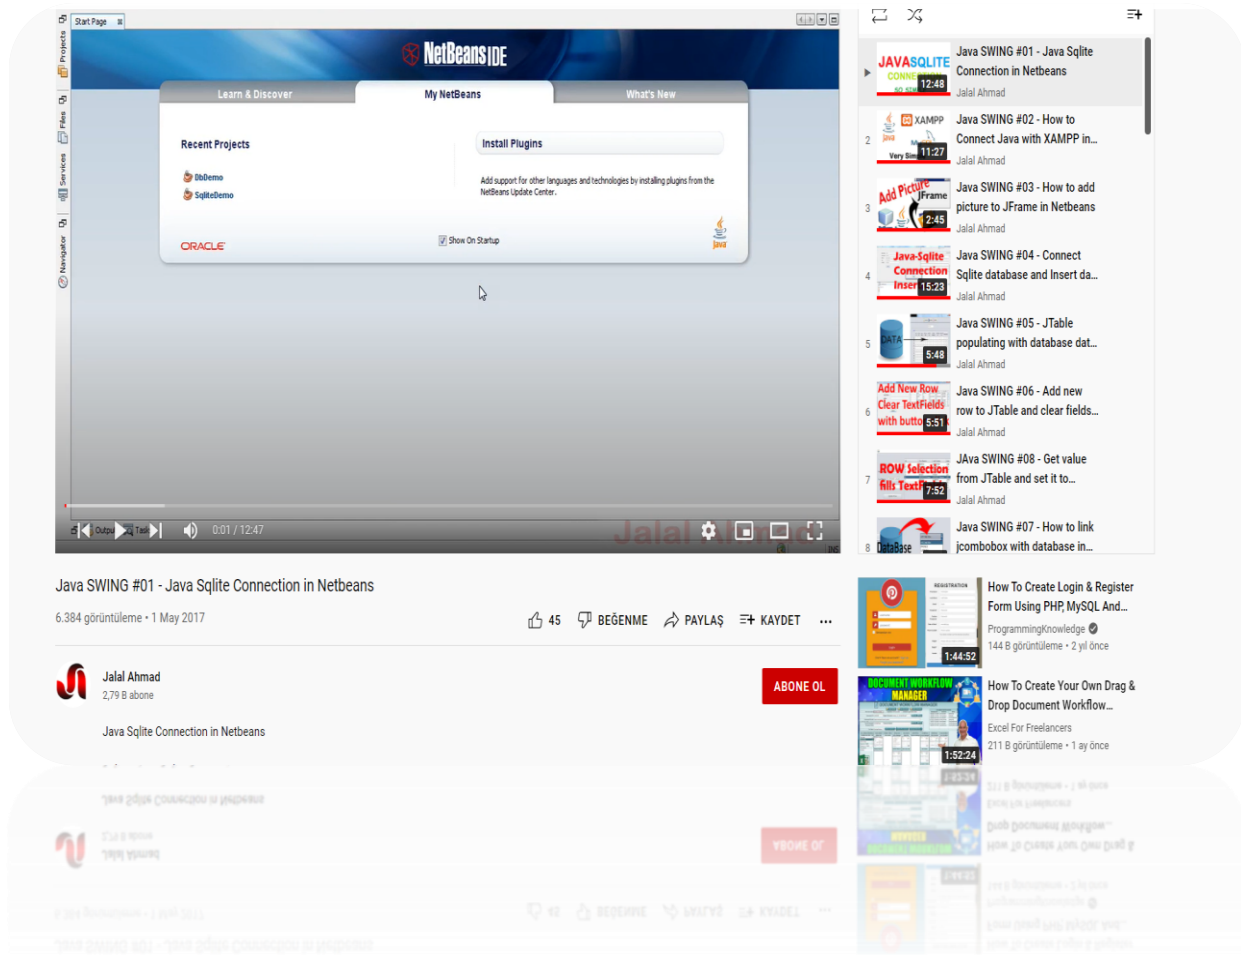 Start Page
Projects
Files
Services
Navigator
NetBeans IDE
Learn & Discover
My NetBeans
What's New
Recent Projects
DbDemo
SqliteDemo
Install Plugins
Add support for other languages and technologies by installing plugins from the
NetBeans Update Center.
ORACLE
Show On Startup
Java
Jalal Ahmad
0:01 / 12:47
Java SWING #01 - Java Sqlite Connection in Netbeans
6.384 görüntüleme • 1 May 2017
45
BEĞENME
PAYLAŞ
KAYDET
Jalal Ahmad
2,79 B abone
ABONE OL
Java Sqlite Connection in Netbeans
JAVASQLITE
12:48
Java SWING #01 - Java Sqlite
Connection in Netbeans
Jalal Ahmad
2
XAMPP
Java
11:27
Java SWING #02 - How to
Connect Java with XAMPP in...
Jalal Ahmad
3
Add Picture
JFrame
2:45
Java SWING #03 - How to add
picture to JFrame in Netbeans
Jalal Ahmad
4
Java-Sqlite
Connection
15:23
Java SWING #04 - Connect
Sqlite database and Insert da...
Jalal Ahmad
5
DATA
5:48
Java SWING #05 - JTable
populating with database dat...
Jalal Ahmad
6
Add New Row
Clear TextFields
with butto
5:51
Java SWING #06 - Add new
row to JTable and clear fields...
Jalal Ahmad
7
ROW Selection
fills TextF
7:52
JAva SWING #08 - Get value
from JTable and set it to...
Jalal Ahmad
8
DataBase
Java SWING #07 - How to link
jcombobox with database in...
REGISTRATION
1:44:52
How To Create Login & Register
Form Using PHP, MySQL And...
ProgrammingKnowledge
144 B görüntüleme • 2 yıl önce
DOCUMENT WORKFLOW
MANAGER
1:52:24
How To Create Your Own Drag &
Drop Document Workflow...
Excel For Freelancers
211 B görüntüleme • 1 ay önce